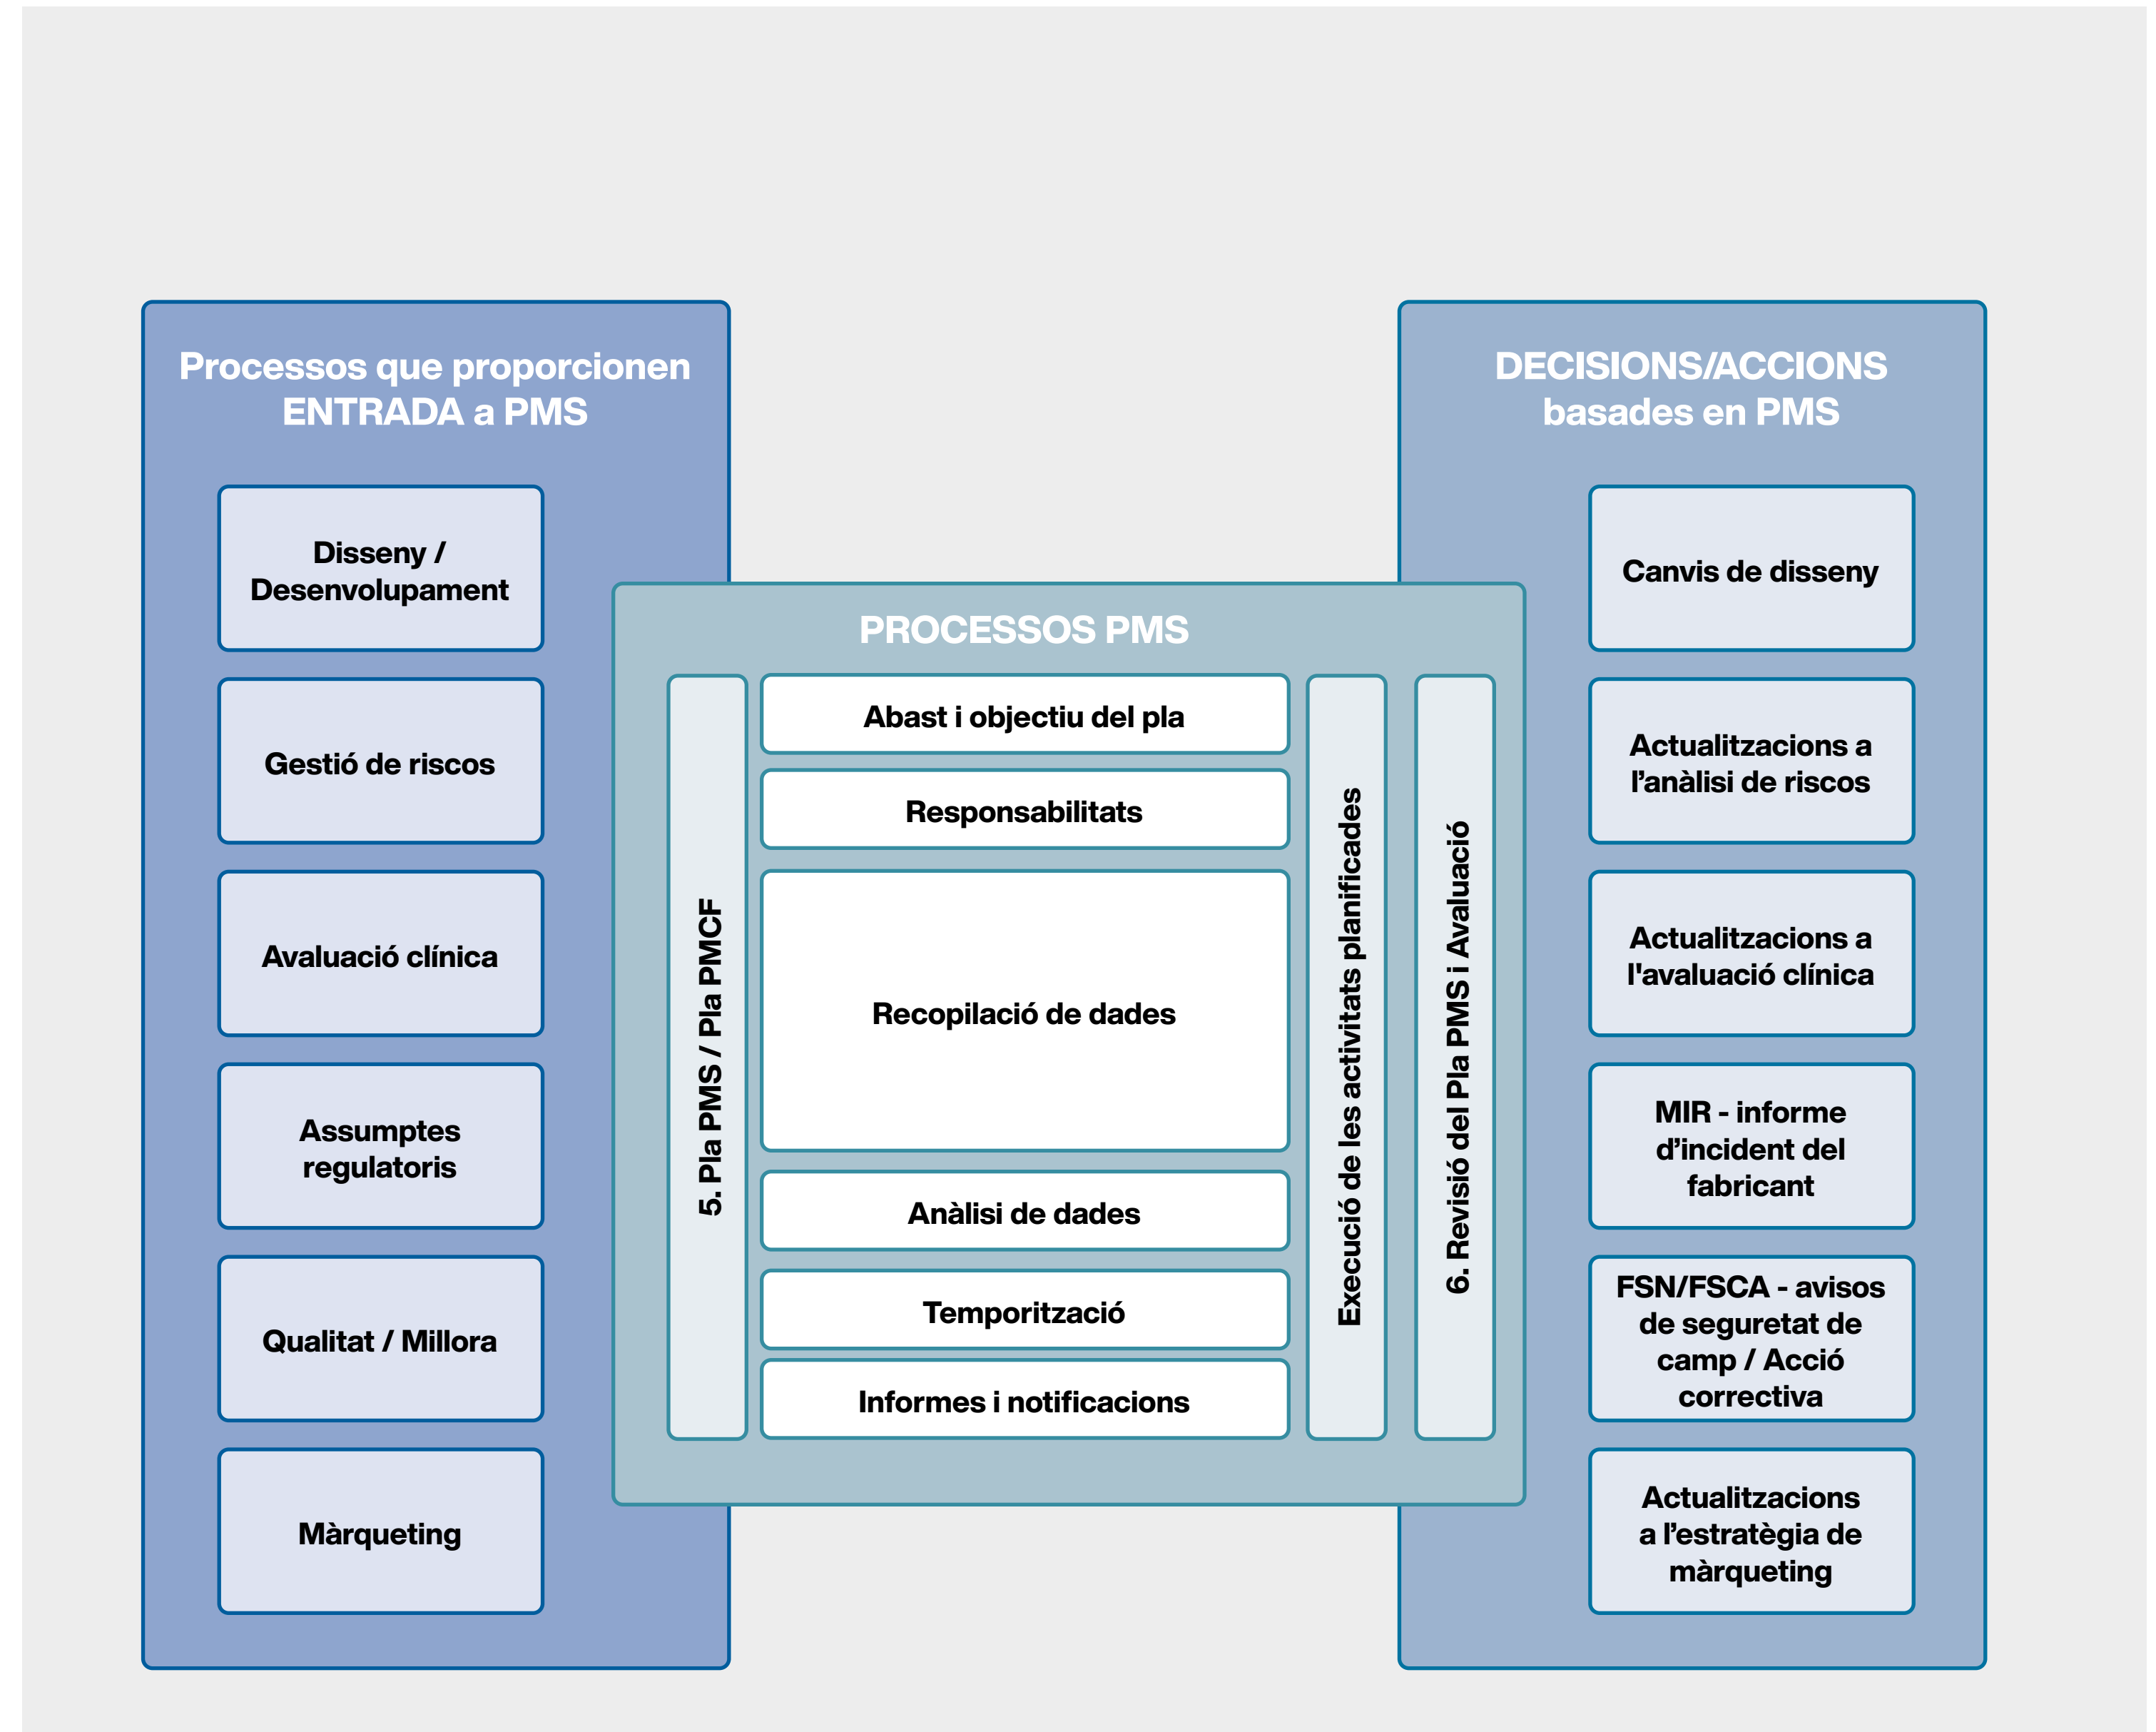 Processos que proporcionen
ENTRADA a PMS
Disseny /
Desenvolupament
Gestió de riscos
Avaluació clínica
Assumptes
regulatoris
Qualitat / Millora
Màrqueting
PROCESSOS PMS
5. Pla PMS / Pla PMCF
Abast i objectiu del pla
Responsabilitats
Recopilació de dades
Anàlisi de dades
Temporització
Informes i notificacions
Execució de les activitats planificades
6. Revisió del Pla PMS i Avaluació
DECISIONS/ACCIONS
basades en PMS
Canvis de disseny
Actualitzacions a
l’anàlisi de riscos
Actualitzacions a
l'avaluació clínica
MIR - informe
d’incident del
fabricant
FSN/FSCA - avisos
de seguretat de
camp / Acció
correctiva
Actualitzacions
a l’estratègia de
màrqueting